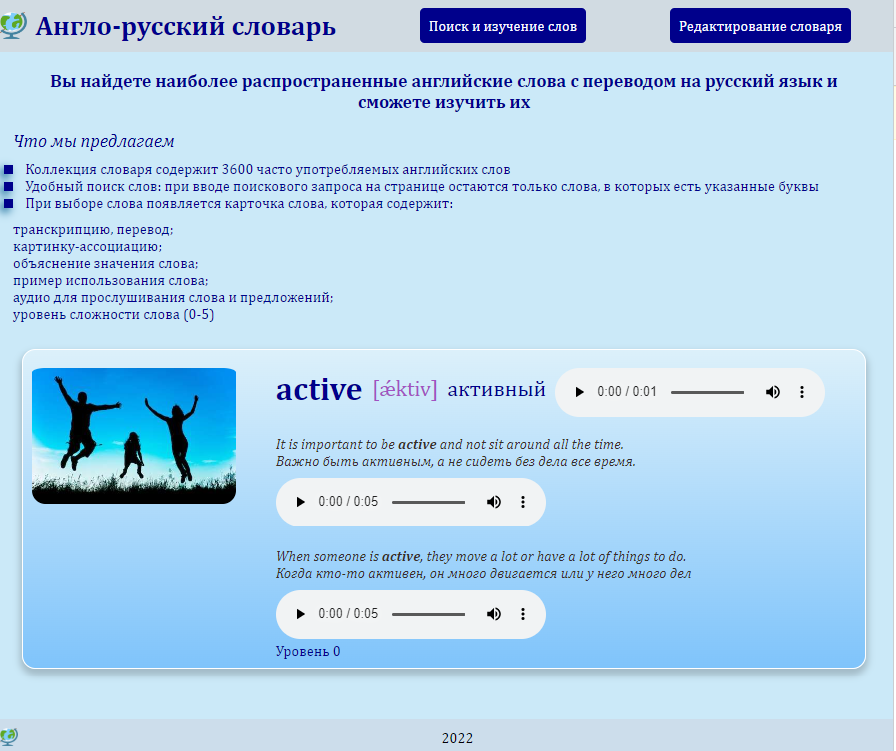 Англо-русский словарь
Поиск и изучение слов
Редактирование словаря
Вы найдете наиболее распространенные английские слова с переводом на русский язык и
сможете изучить их
Что мы предлагаем
Коллекция словаря содержит 3600 часто употребляемых английских слов
Удобный поиск слов: при вводе поискового запроса на странице остаются только слова, в которых есть указанные буквы
При выборе слова появляется карточка слова, которая содержит:
транскрипцию, перевод;
картинку-ассоциацию;
объяснение значения слова;
пример использования слова;
аудио для прослушивания слова и предложений;
уровень сложности слова (0-5)
active [ǽktiv] активный 0:00 / 0:01
It is important to be active and not sit around all the time.
Важно быть активным, а не сидеть без дела все время.
0:00 / 0:05
When someone is active, they move a lot or have a lot of things to do.
Когда кто-то активен, он много двигается или у него много дел
0:00 / 0:05
Уровень 0
2022